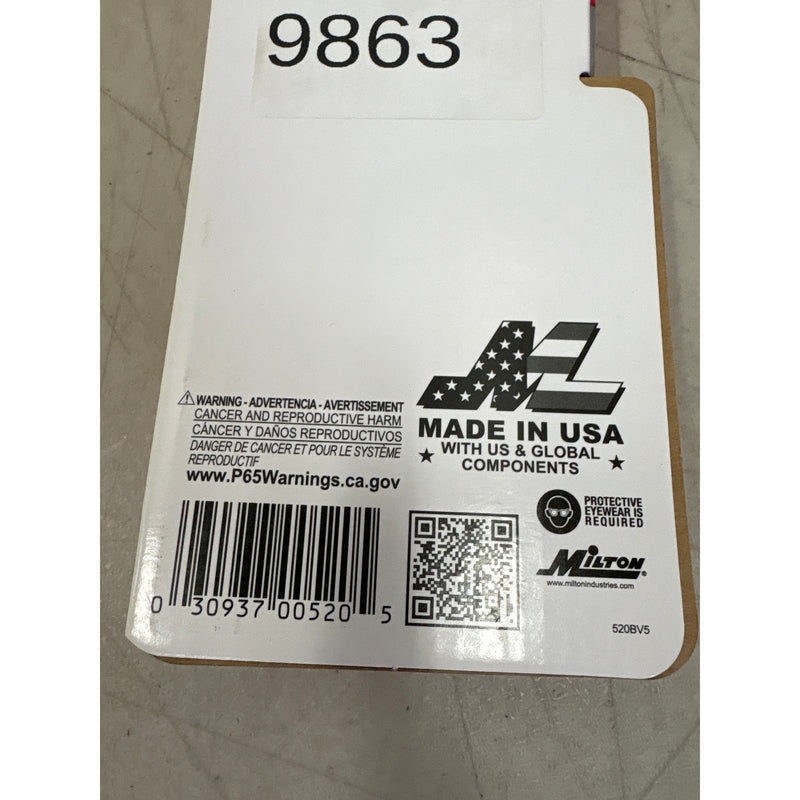 9863
WARNING - ADVERTENCIA - AVERTISSEMENT
CANCER AND REPRODUCTIVE HARM
CÁNCER Y DAÑOS REPRODUCTIVOS
DANGER DE CANCER ET POUR LE SYSTÈME
REPRODUCTIF
www.P65Warnings.ca.gov
0 30937 00520 5
MADE IN USA
WITH US & GLOBAL
COMPONENTS
PROTECTIVE
EYEWEAR IS
REQUIRED
MILTON®
www.miltonindustries.com
520BV5